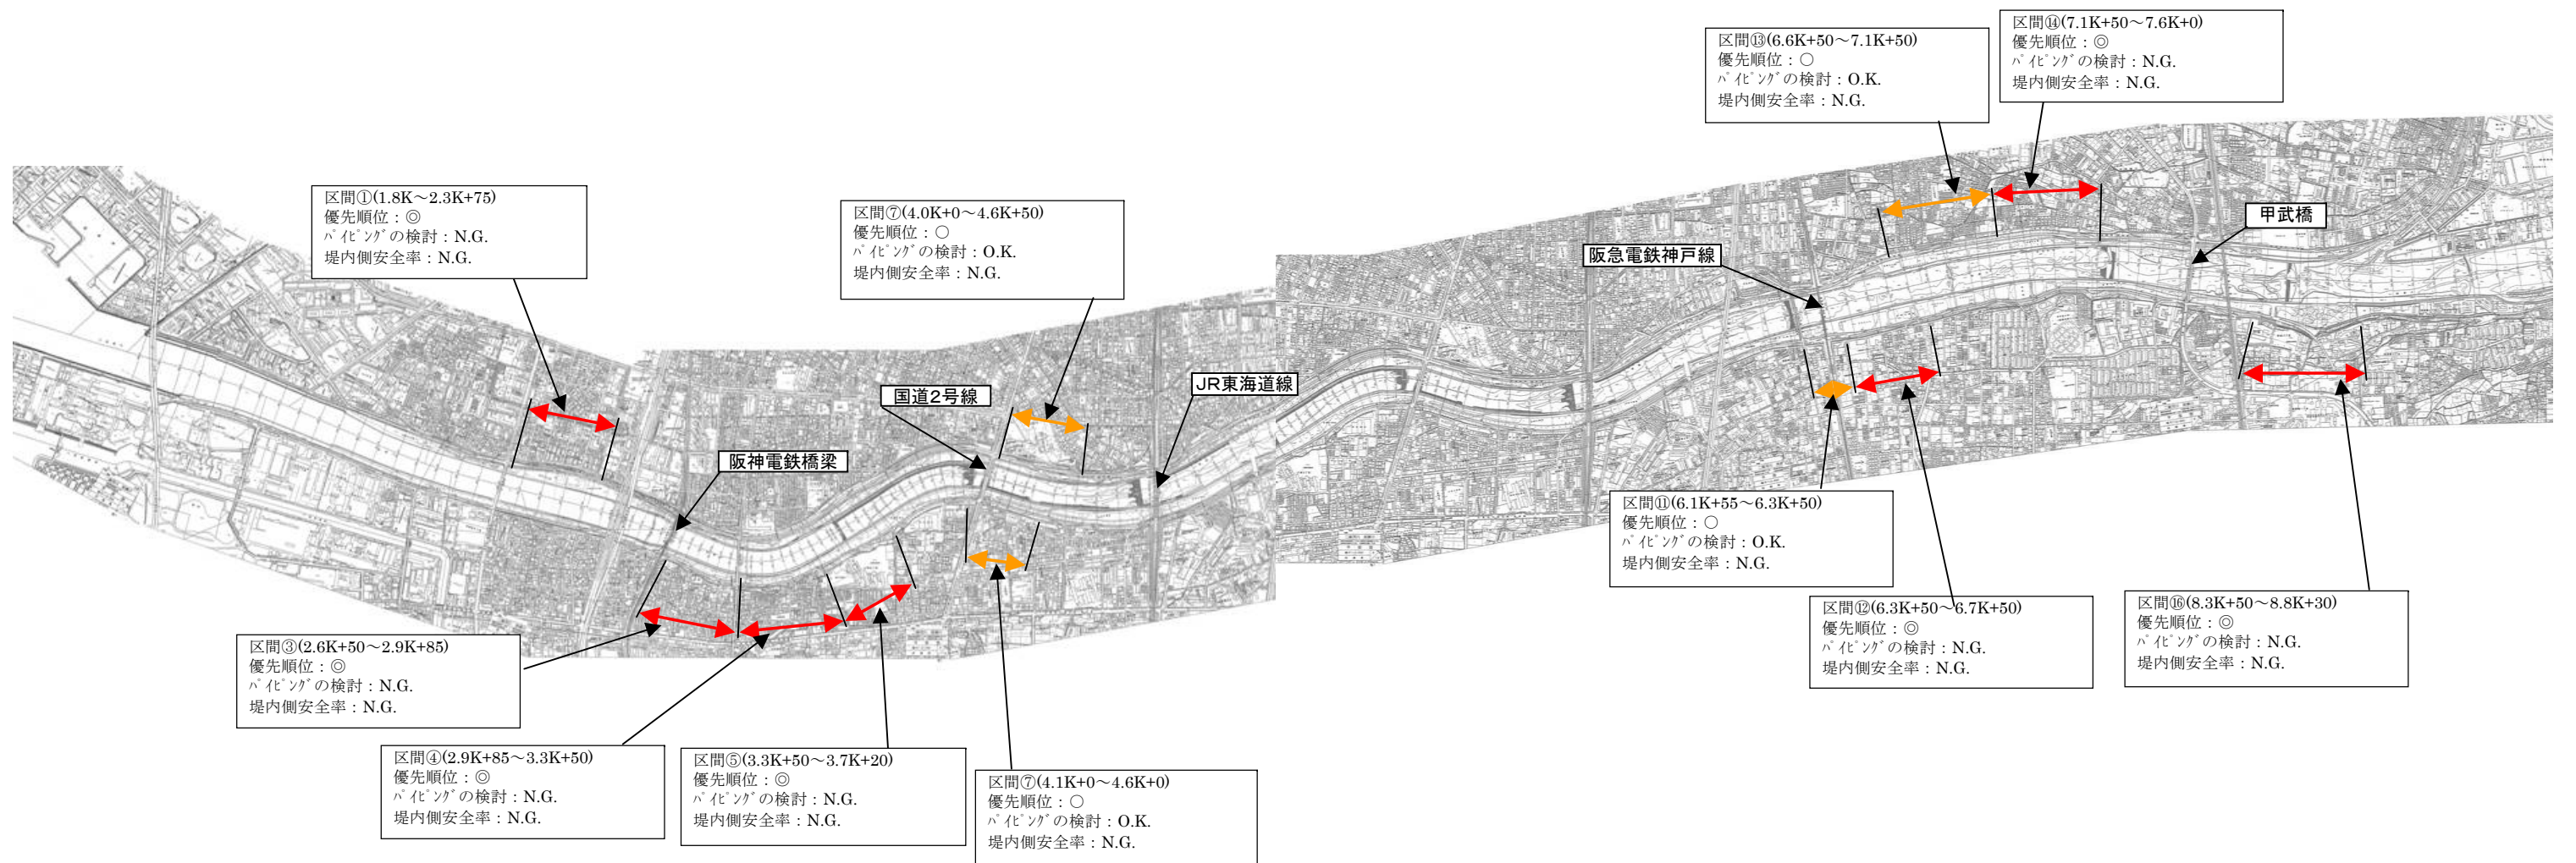 区間⑭(7.1K+50～7.6K+0)
優先順位：◎
ﾊﾟｲﾋﾟﾝｸﾞの検討：N.G.
堤内側安全率：N.G.
区間⑬(6.6K+50～7.1K+50)
優先順位：○
ﾊﾟｲﾋﾟﾝｸﾞの検討：O.K.
堤内側安全率：N.G.
区間①(1.8K～2.3K+75)
優先順位：◎
ﾊﾟｲﾋﾟﾝｸﾞの検討：N.G.
堤内側安全率：N.G.
区間⑦(4.0K+0～4.6K+50)
優先順位：○
ﾊﾟｲﾋﾟﾝｸﾞの検討：O.K.
堤内側安全率：N.G.
甲武橋
阪急電鉄神戸線
JR東海道線
国道2号線
阪神電鉄橋梁
区間⑪(6.1K+55～6.3K+50)
優先順位：○
ﾊﾟｲﾋﾟﾝｸﾞの検討：O.K.
堤内側安全率：N.G.
区間⑫(6.3K+50～6.7K+50)
優先順位：◎
ﾊﾟｲﾋﾟﾝｸﾞの検討：N.G.
堤内側安全率：N.G.
区間⑯(8.3K+50～8.8K+30)
優先順位：◎
ﾊﾟｲﾋﾟﾝｸﾞの検討：N.G.
堤内側安全率：N.G.
区間③(2.6K+50～2.9K+85)
優先順位：◎
ﾊﾟｲﾋﾟﾝｸﾞの検討：N.G.
堤内側安全率：N.G.
区間④(2.9K+85～3.3K+50)
優先順位：◎
ﾊﾟｲﾋﾟﾝｸﾞの検討：N.G.
堤内側安全率：N.G.
区間⑤(3.3K+50～3.7K+20)
優先順位：◎
ﾊﾟｲﾋﾟﾝｸﾞの検討：N.G.
堤内側安全率：N.G.
区間⑦(4.1K+0～4.6K+0)
優先順位：○
ﾊﾟｲﾋﾟﾝｸﾞの検討：O.K.
堤内側安全率：N.G.